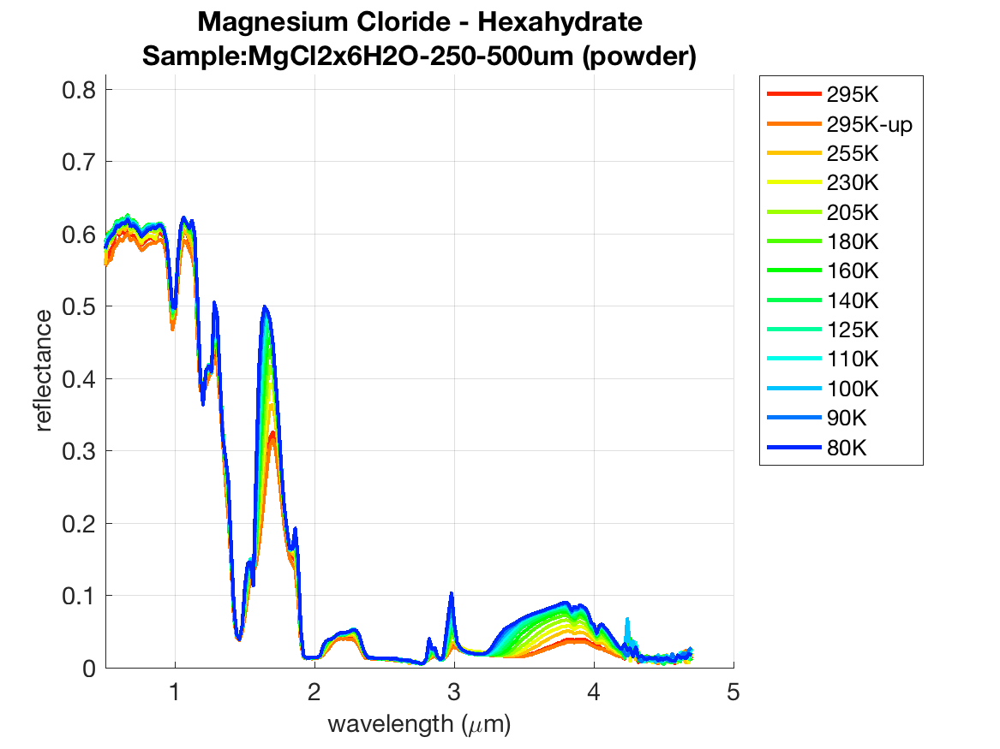 Magnesium Cloride - Hexahydrate
Sample:MgCl2x6H2O-250-500um (powder)
0.8
0.7
0.6
0.5
0.4
0.3
0.2
0.1
0
reflectance
1
2
3
4
5
wavelength (μm)
295K
295K-up
255K
230K
205K
180K
160K
140K
125K
110K
100K
90K
80K